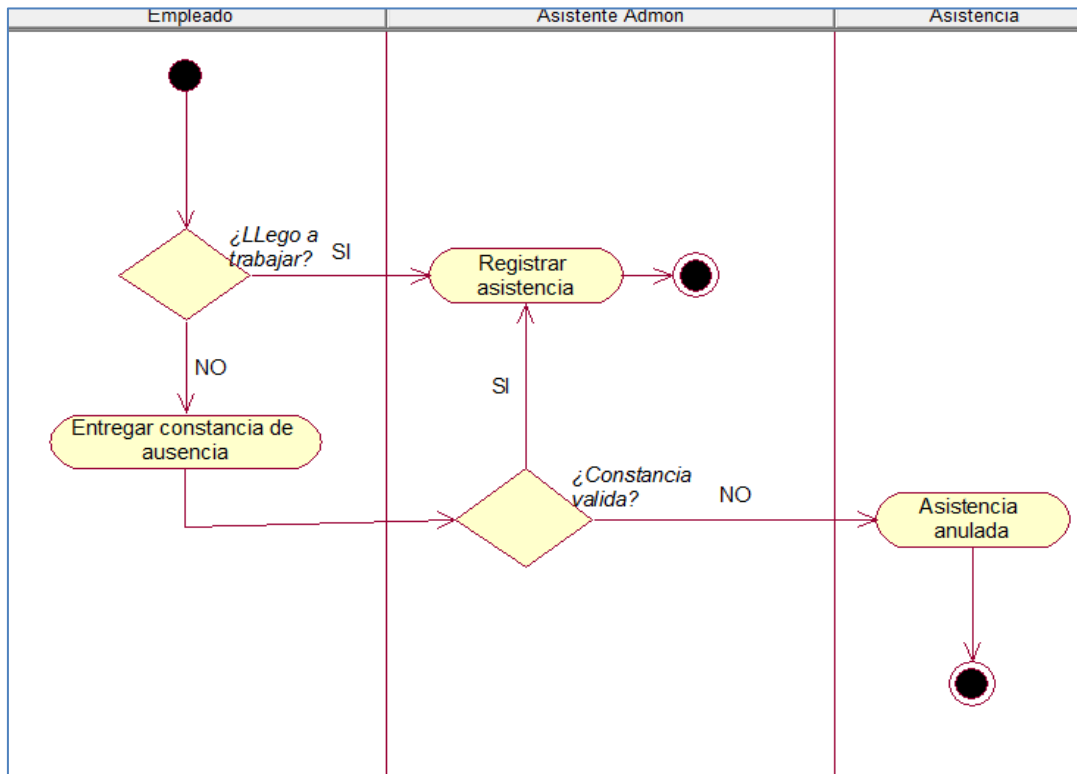 Empleado
Asistente Admon
Asistencia
¿LLego a
trabajar?
SI
Registrar
asistencia
NO
Entregar constancia de
ausencia
SI
¿Constancia
valida?
NO
Asistencia
anulada